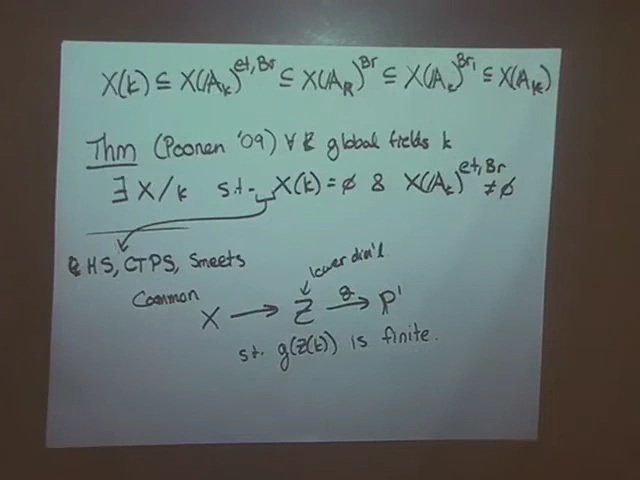 X(k) ⊆ X(A_k)^{et,Br} ⊆ X(A_k)^{Br} ⊆ X(A_k)^{Br_1} ⊆ X(A_k)
Thm (Poonen '09) ∀ global fields k
∃ X/k s.t. X(k) = ∅ & X(A_k)^{et,Br} ≠ ∅
HS, CTPS, Smeets
lower dim'l
Common X → Z →^g P^1
s.t. g(Z(k)) is finite.